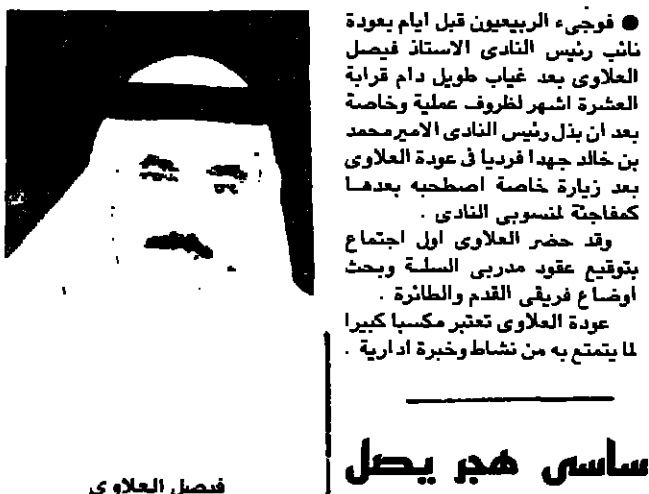 ● فوجىء الربيعيون قبل ايام بعودة
نائب رئيس النادى الاستاذ فيصل
العلاوى بعد غياب طويل دام قرابة
العشرة اشهر لظروف عملية وخاصة
بعد ان بذل رئيس النادى الامير محمد
بن خالد جهدا فرديا فى عودة العلاوى
بعد زيارة خاصة اصطحبه بعدها
كمفاجئة لمنسوبى النادى .
وقد حضر العلاوى اول اجتماع
بتوقيع عقود مدربى السلة وبحث
اوضاع فريقى القدم والطائرة .
عودة العلاوى تعتبر مكسبا كبيرا
لما يتمتع به من نشاط وخبرة ادارية .
ساسى هجر يصل
فيصل العلاوى